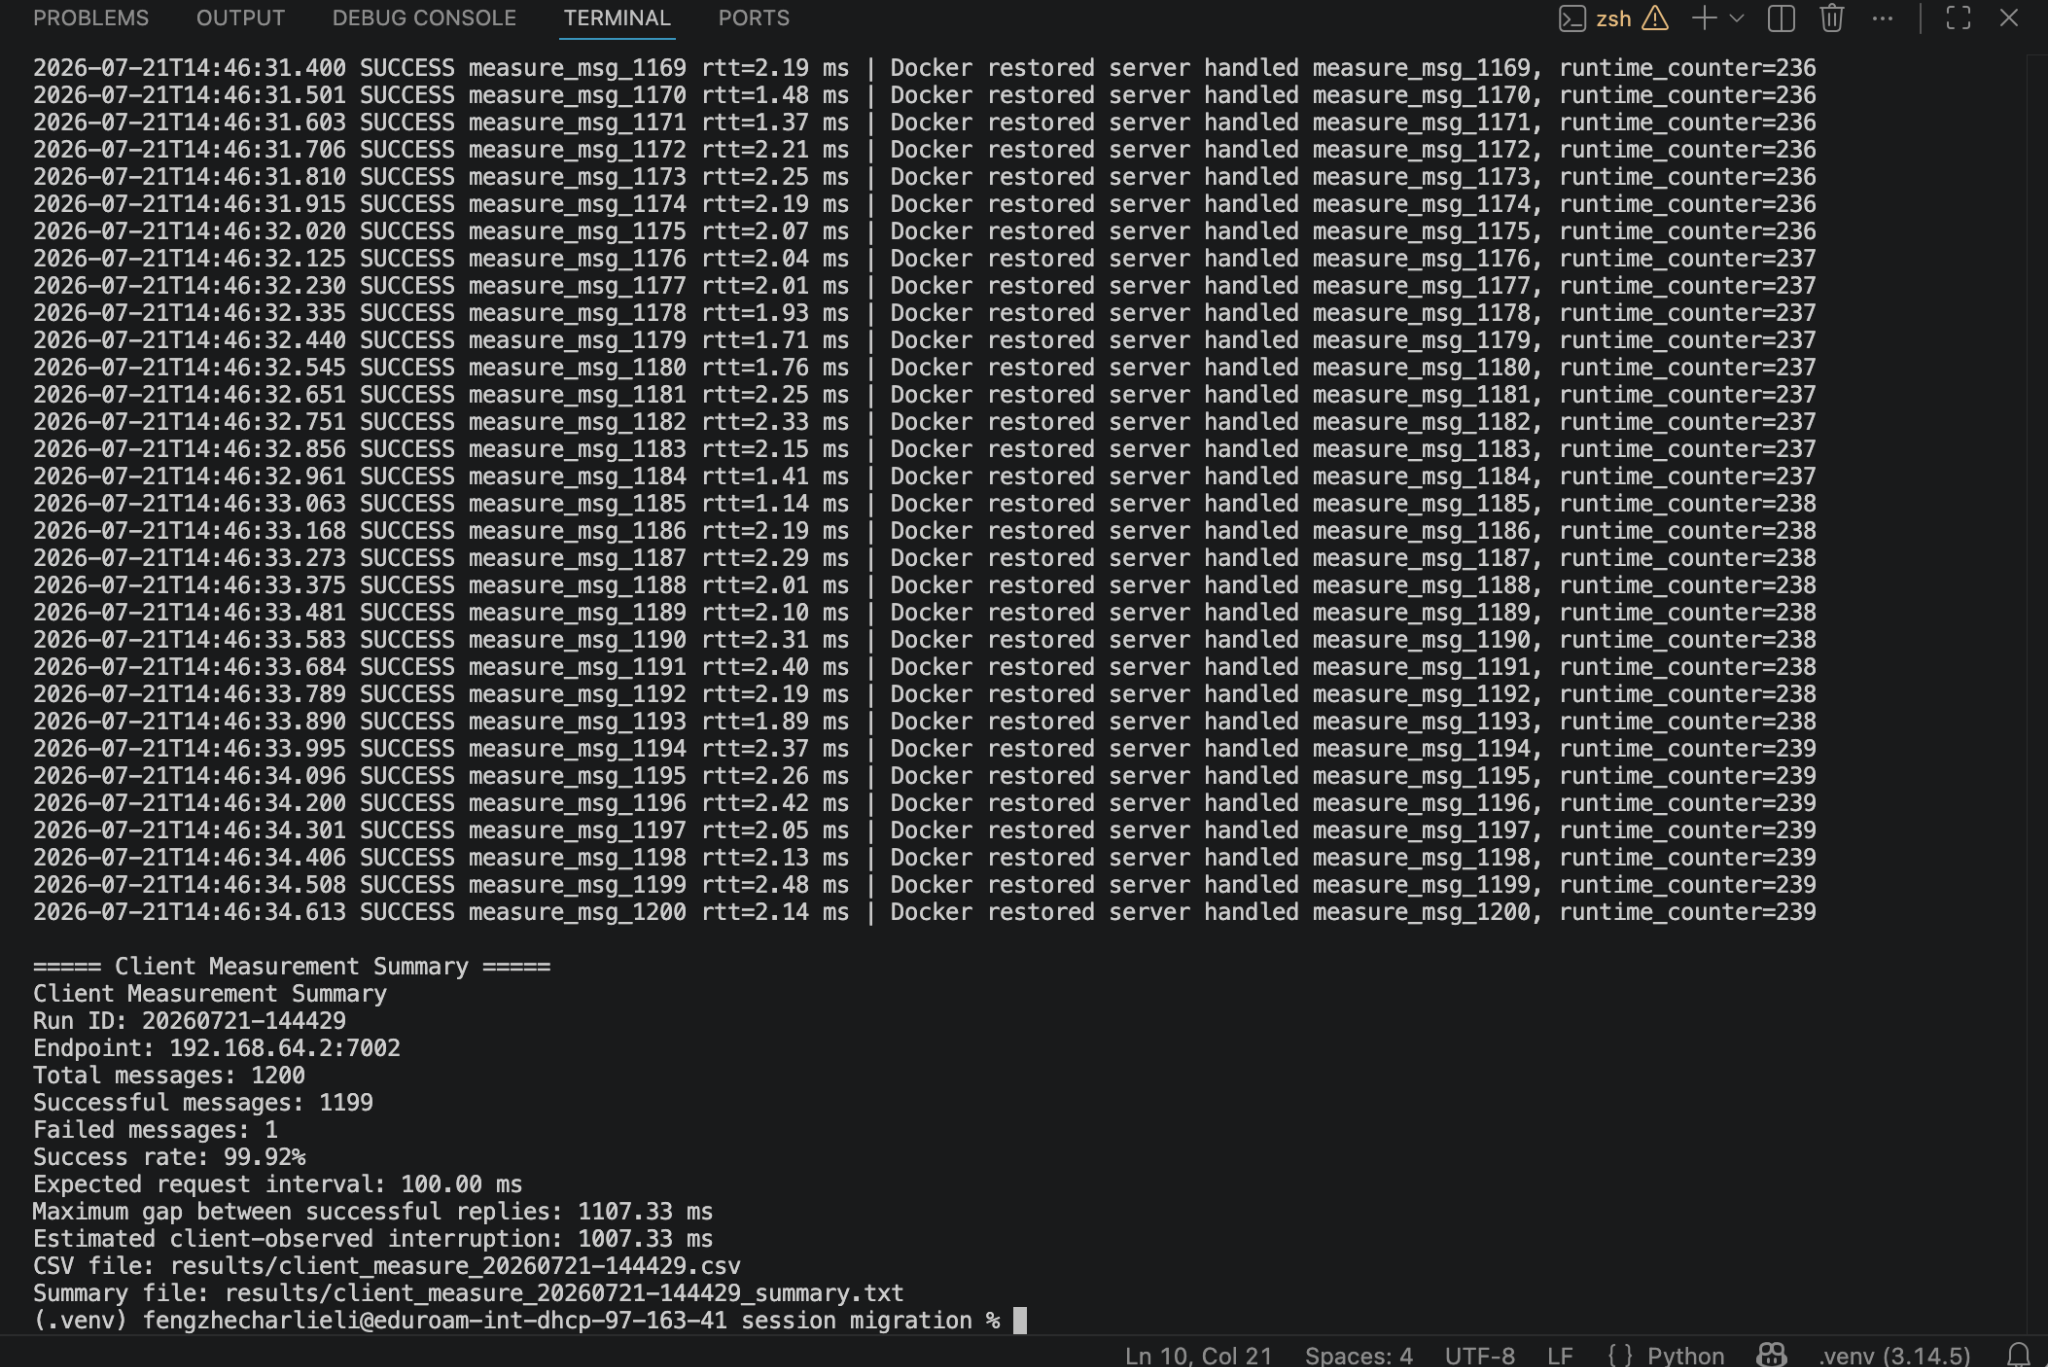 PROBLEMS OUTPUT DEBUG CONSOLE TERMINAL PORTS zsh
2026-07-21T14:46:31.400 SUCCESS measure_msg_1169 rtt=2.19 ms | Docker restored server handled measure_msg_1169, runtime_counter=236
2026-07-21T14:46:31.501 SUCCESS measure_msg_1170 rtt=1.48 ms | Docker restored server handled measure_msg_1170, runtime_counter=236
2026-07-21T14:46:31.603 SUCCESS measure_msg_1171 rtt=1.37 ms | Docker restored server handled measure_msg_1171, runtime_counter=236
2026-07-21T14:46:31.706 SUCCESS measure_msg_1172 rtt=2.21 ms | Docker restored server handled measure_msg_1172, runtime_counter=236
2026-07-21T14:46:31.810 SUCCESS measure_msg_1173 rtt=2.25 ms | Docker restored server handled measure_msg_1173, runtime_counter=236
2026-07-21T14:46:31.915 SUCCESS measure_msg_1174 rtt=2.19 ms | Docker restored server handled measure_msg_1174, runtime_counter=236
2026-07-21T14:46:32.020 SUCCESS measure_msg_1175 rtt=2.07 ms | Docker restored server handled measure_msg_1175, runtime_counter=236
2026-07-21T14:46:32.125 SUCCESS measure_msg_1176 rtt=2.04 ms | Docker restored server handled measure_msg_1176, runtime_counter=237
2026-07-21T14:46:32.230 SUCCESS measure_msg_1177 rtt=2.01 ms | Docker restored server handled measure_msg_1177, runtime_counter=237
2026-07-21T14:46:32.335 SUCCESS measure_msg_1178 rtt=1.93 ms | Docker restored server handled measure_msg_1178, runtime_counter=237
2026-07-21T14:46:32.440 SUCCESS measure_msg_1179 rtt=1.71 ms | Docker restored server handled measure_msg_1179, runtime_counter=237
2026-07-21T14:46:32.545 SUCCESS measure_msg_1180 rtt=1.76 ms | Docker restored server handled measure_msg_1180, runtime_counter=237
2026-07-21T14:46:32.651 SUCCESS measure_msg_1181 rtt=2.25 ms | Docker restored server handled measure_msg_1181, runtime_counter=237
2026-07-21T14:46:32.751 SUCCESS measure_msg_1182 rtt=2.33 ms | Docker restored server handled measure_msg_1182, runtime_counter=237
2026-07-21T14:46:32.856 SUCCESS measure_msg_1183 rtt=2.15 ms | Docker restored server handled measure_msg_1183, runtime_counter=237
2026-07-21T14:46:32.961 SUCCESS measure_msg_1184 rtt=1.41 ms | Docker restored server handled measure_msg_1184, runtime_counter=237
2026-07-21T14:46:33.063 SUCCESS measure_msg_1185 rtt=1.14 ms | Docker restored server handled measure_msg_1185, runtime_counter=238
2026-07-21T14:46:33.168 SUCCESS measure_msg_1186 rtt=2.19 ms | Docker restored server handled measure_msg_1186, runtime_counter=238
2026-07-21T14:46:33.273 SUCCESS measure_msg_1187 rtt=2.29 ms | Docker restored server handled measure_msg_1187, runtime_counter=238
2026-07-21T14:46:33.375 SUCCESS measure_msg_1188 rtt=2.01 ms | Docker restored server handled measure_msg_1188, runtime_counter=238
2026-07-21T14:46:33.481 SUCCESS measure_msg_1189 rtt=2.10 ms | Docker restored server handled measure_msg_1189, runtime_counter=238
2026-07-21T14:46:33.583 SUCCESS measure_msg_1190 rtt=2.31 ms | Docker restored server handled measure_msg_1190, runtime_counter=238
2026-07-21T14:46:33.684 SUCCESS measure_msg_1191 rtt=2.40 ms | Docker restored server handled measure_msg_1191, runtime_counter=238
2026-07-21T14:46:33.789 SUCCESS measure_msg_1192 rtt=2.19 ms | Docker restored server handled measure_msg_1192, runtime_counter=238
2026-07-21T14:46:33.890 SUCCESS measure_msg_1193 rtt=1.89 ms | Docker restored server handled measure_msg_1193, runtime_counter=238
2026-07-21T14:46:33.995 SUCCESS measure_msg_1194 rtt=2.37 ms | Docker restored server handled measure_msg_1194, runtime_counter=239
2026-07-21T14:46:34.096 SUCCESS measure_msg_1195 rtt=2.26 ms | Docker restored server handled measure_msg_1195, runtime_counter=239
2026-07-21T14:46:34.200 SUCCESS measure_msg_1196 rtt=2.42 ms | Docker restored server handled measure_msg_1196, runtime_counter=239
2026-07-21T14:46:34.301 SUCCESS measure_msg_1197 rtt=2.05 ms | Docker restored server handled measure_msg_1197, runtime_counter=239
2026-07-21T14:46:34.406 SUCCESS measure_msg_1198 rtt=2.13 ms | Docker restored server handled measure_msg_1198, runtime_counter=239
2026-07-21T14:46:34.508 SUCCESS measure_msg_1199 rtt=2.48 ms | Docker restored server handled measure_msg_1199, runtime_counter=239
2026-07-21T14:46:34.613 SUCCESS measure_msg_1200 rtt=2.14 ms | Docker restored server handled measure_msg_1200, runtime_counter=239
===== Client Measurement Summary =====
Client Measurement Summary
Run ID: 20260721-144429
Endpoint: 192.168.64.2:7002
Total messages: 1200
Successful messages: 1199
Failed messages: 1
Success rate: 99.92%
Expected request interval: 100.00 ms
Maximum gap between successful replies: 1107.33 ms
Estimated client-observed interruption: 1007.33 ms
CSV file: results/client_measure_20260721-144429.csv
Summary file: results/client_measure_20260721-144429_summary.txt
(.venv) fengzhecharlieli@eduroam-int-dhcp-97-163-41 session migration %
Ln 10, Col 21 Spaces: 4 UTF-8 LF {} Python .venv (3.14.5)